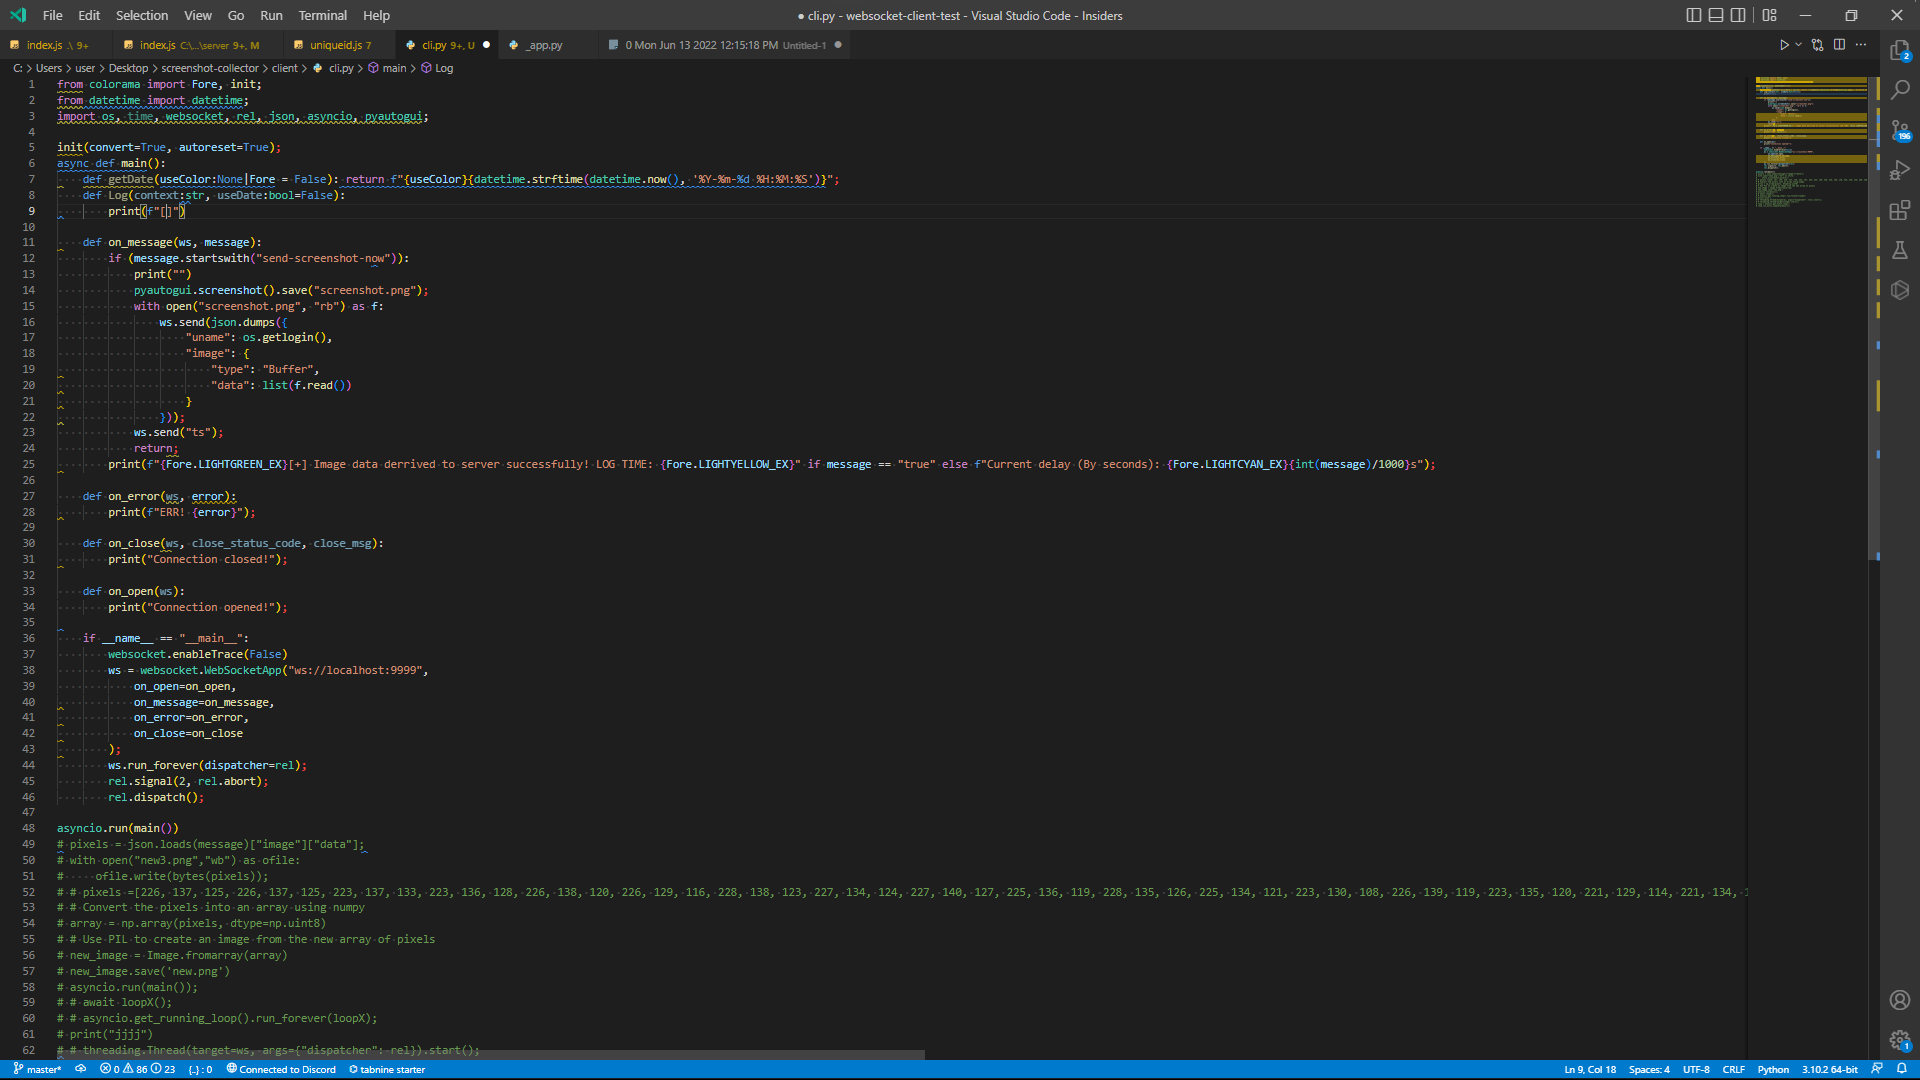 File Edit Selection View Go Run Terminal Help
● cli.py - websocket-client-test - Visual Studio Code - Insiders
index.js .\ 9+
index.js C:\...\server 9+, M
uniqueid.js 7
cli.py 9+, U
_app.py
0 Mon Jun 13 2022 12:15:18 PM Untitled-1
C: > Users > user > Desktop > screenshot-collector > client > cli.py > main > Log
1 from colorama import Fore, init;
2 from datetime import datetime;
3 import os, time, websocket, rel, json, asyncio, pyautogui;
4
5 init(convert=True, autoreset=True);
6 async def main():
7     def getDate(useColor:None|Fore = False): return f"{useColor}{datetime.strftime(datetime.now(), '%Y-%m-%d %H:%M:%S')}";
8     def Log(context:str, useDate:bool=False):
9         print(f"[]")
10
11     def on_message(ws, message):
12         if (message.startswith("send-screenshot-now")):
13             print("")
14             pyautogui.screenshot().save("screenshot.png");
15             with open("screenshot.png", "rb") as f:
16                 ws.send(json.dumps({
17                     "uname": os.getlogin(),
18                     "image": {
19                         "type": "Buffer",
20                         "data": list(f.read())
21                     }
22                 }));
23             ws.send("ts");
24             return;
25         print(f"{Fore.LIGHTGREEN_EX}[+] Image data derrived to server successfully! LOG TIME: {Fore.LIGHTYELLOW_EX}" if message == "true" else f"Current delay (By seconds): {Fore.LIGHTCYAN_EX}{int(message)/1000}s");
26
27     def on_error(ws, error):
28         print(f"ERR! {error}");
29
30     def on_close(ws, close_status_code, close_msg):
31         print("Connection closed!");
32
33     def on_open(ws):
34         print("Connection opened!");
35
36     if __name__ == "__main__":
37         websocket.enableTrace(False)
38         ws = websocket.WebSocketApp("ws://localhost:9999",
39             on_open=on_open,
40             on_message=on_message,
41             on_error=on_error,
42             on_close=on_close
43         );
44         ws.run_forever(dispatcher=rel);
45         rel.signal(2, rel.abort);
46         rel.dispatch();
47
48 asyncio.run(main())
49 # pixels = json.loads(message)["image"]["data"];
50 # with open("new3.png","wb") as ofile:
51 #     ofile.write(bytes(pixels));
52 # # pixels =[226, 137, 125, 226, 137, 125, 223, 137, 133, 223, 136, 128, 226, 138, 120, 226, 129, 116, 228, 138, 123, 227, 134, 124, 227, 140, 127, 225, 136, 119, 228, 135, 126, 225, 134, 121, 223, 130, 108, 226, 139, 119, 223, 135, 120, 221, 129, 114, 221, 134,
53 # # Convert the pixels into an array using numpy
54 # array = np.array(pixels, dtype=np.uint8)
55 # # Use PIL to create an image from the new array of pixels
56 # new_image = Image.fromarray(array)
57 # new_image.save('new.png')
58 # asyncio.run(main());
59 # # await loopX();
60 # # asyncio.get_running_loop().run_forever(loopX);
61 # print("jjjj")
62 # # threading.Thread(target=ws, args={"dispatcher": rel}).start();
2
196
1
master* 0 86 23 {..} : 0 Connected to Discord tabnine starter
Ln 9, Col 18 Spaces: 4 UTF-8 CRLF Python 3.10.2 64-bit